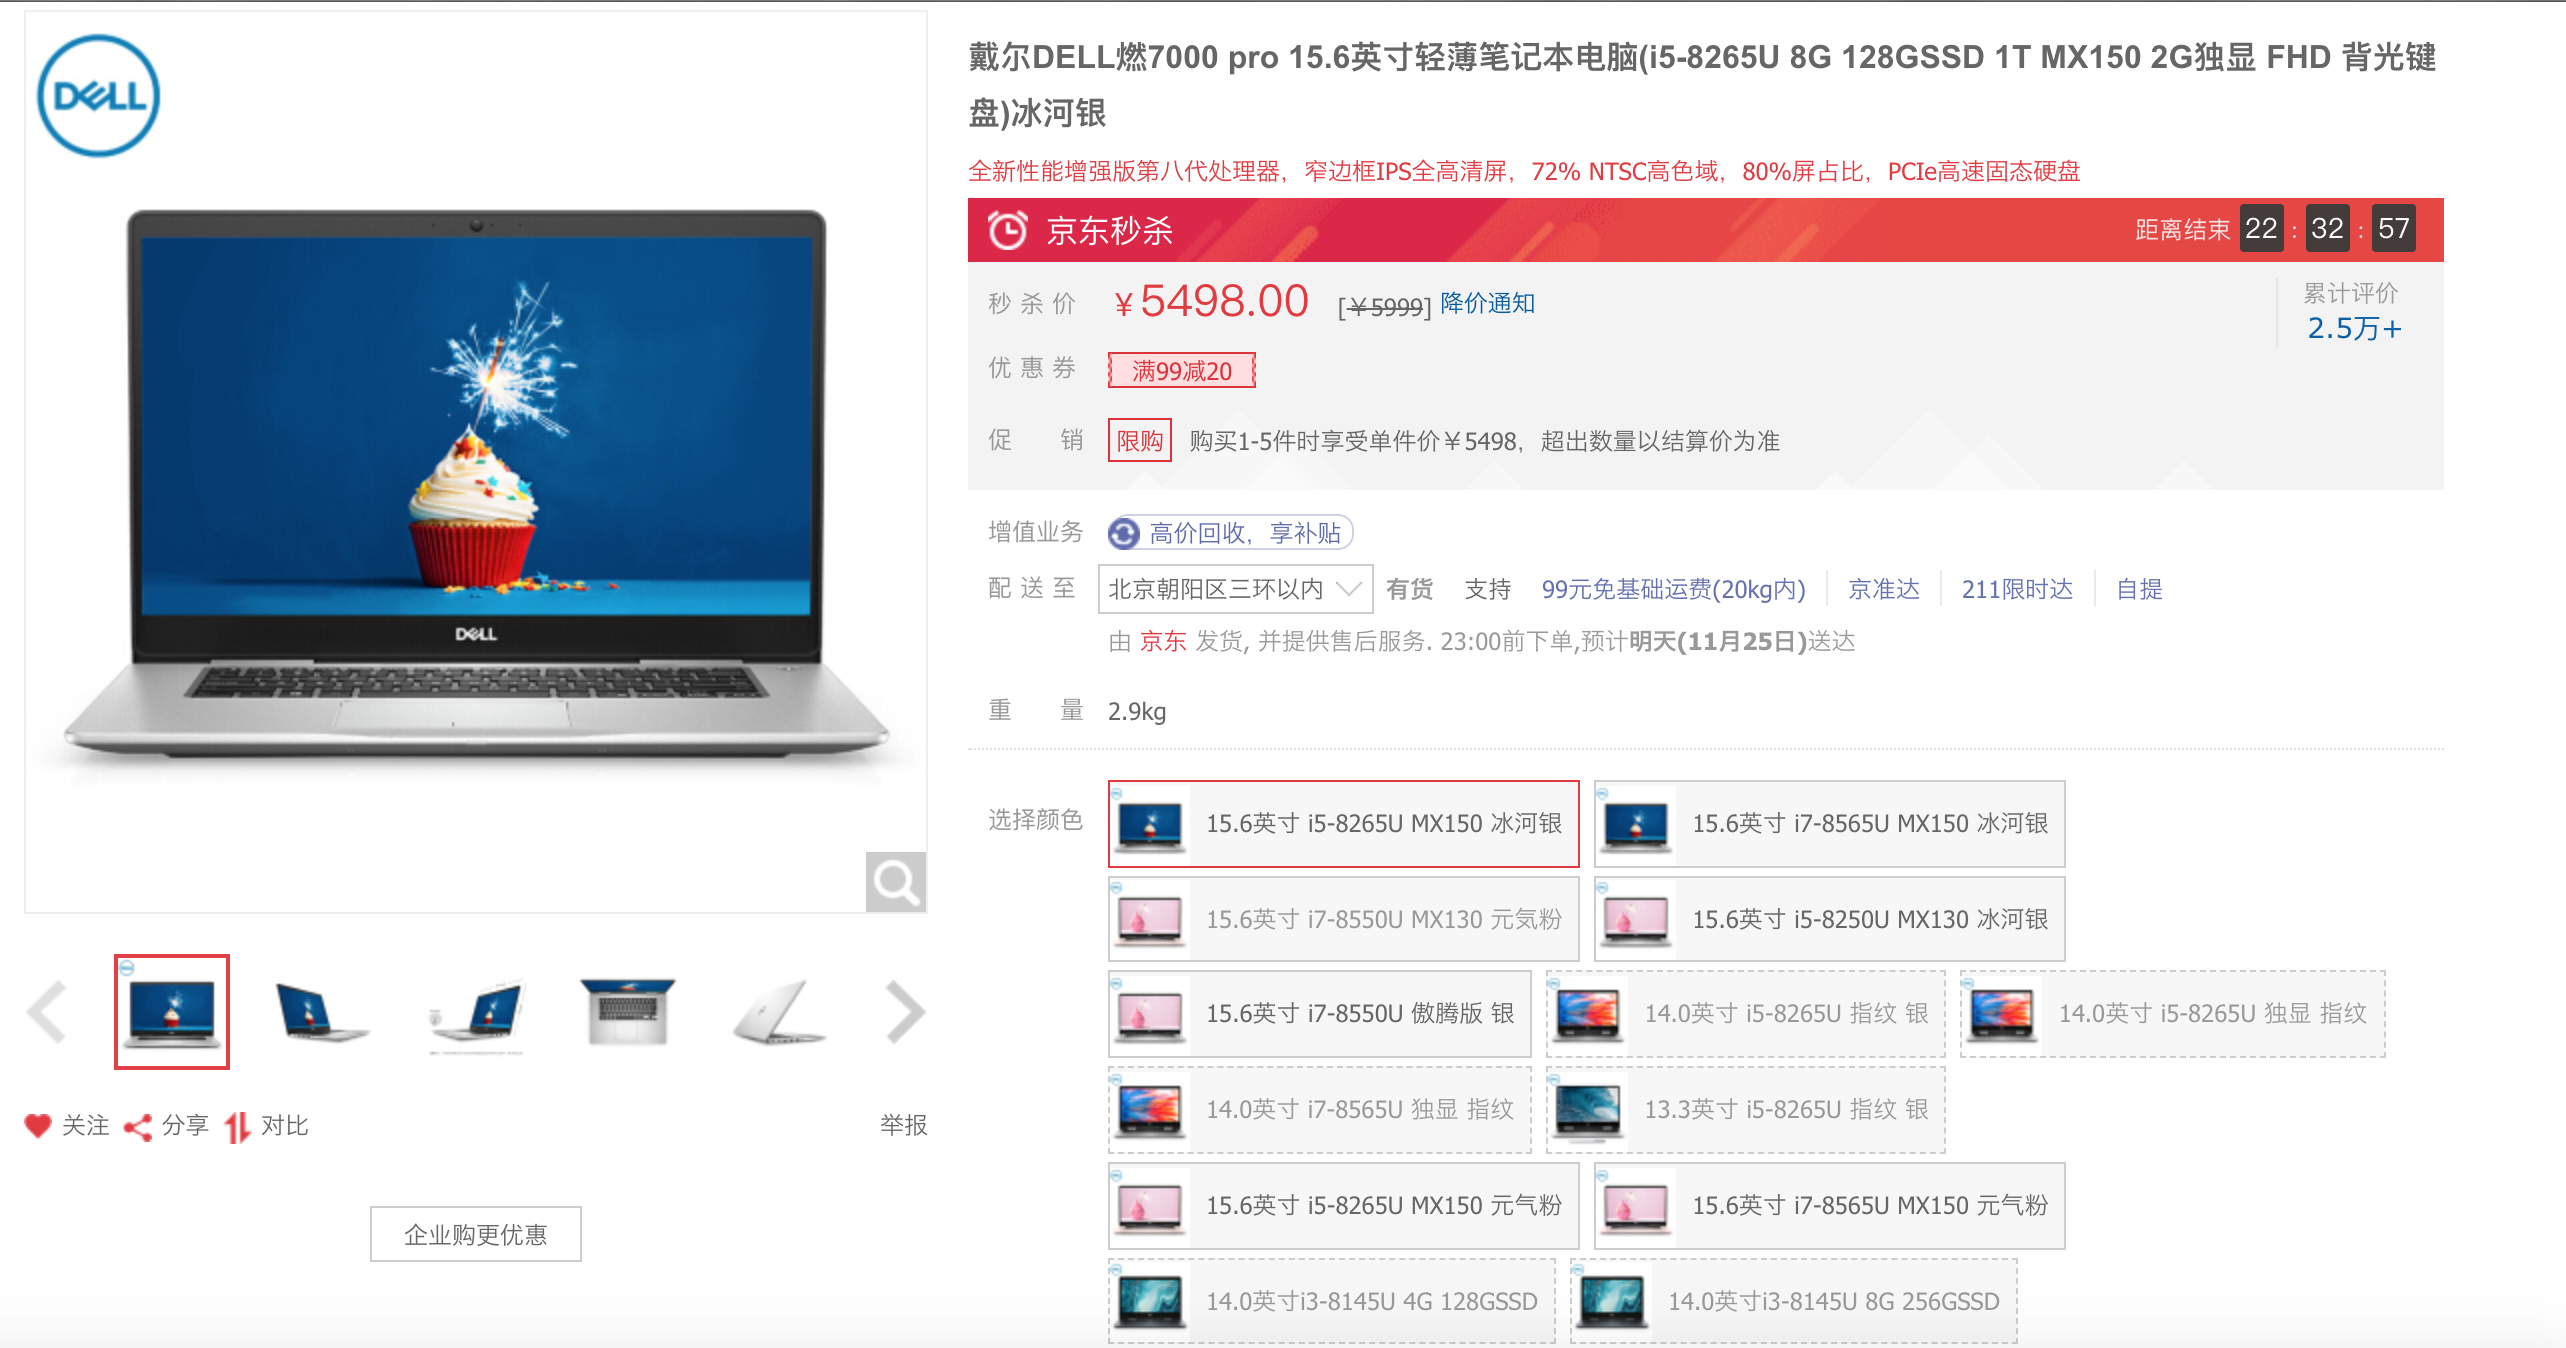 DELL
DELL
戴尔DELL燃7000 pro 15.6英寸轻薄笔记本电脑(i5-8265U 8G 128GSSD 1T MX150 2G独显 FHD 背光键
盘)冰河银
全新性能增强版第八代处理器，窄边框IPS全高清屏，72% NTSC高色域，80%屏占比，PCIe高速固态硬盘
京东秒杀 距离结束 22 : 32 : 57
秒杀价 ￥5498.00 [￥5999] 降价通知 累计评价
2.5万+
优惠券 满99减20
促销 限购 购买1-5件时享受单件价￥5498，超出数量以结算价为准
增值业务 高价回收，享补贴
配送至 北京朝阳区三环以内 有货 支持 99元免基础运费(20kg内) 京准达 211限时达 自提
由 京东 发货, 并提供售后服务. 23:00前下单,预计明天(11月25日)送达
重量 2.9kg
选择颜色 15.6英寸 i5-8265U MX150 冰河银 15.6英寸 i7-8565U MX150 冰河银
15.6英寸 i7-8550U MX130 元气粉 15.6英寸 i5-8250U MX130 冰河银
15.6英寸 i7-8550U 傲腾版 银 14.0英寸 i5-8265U 指纹 银 14.0英寸 i5-8265U 独显 指纹
14.0英寸 i7-8565U 独显 指纹 13.3英寸 i5-8265U 指纹 银
15.6英寸 i5-8265U MX150 元气粉 15.6英寸 i7-8565U MX150 元气粉
14.0英寸i3-8145U 4G 128GSSD 14.0英寸i3-8145U 8G 256GSSD
关注 分享 对比 举报
企业购更优惠